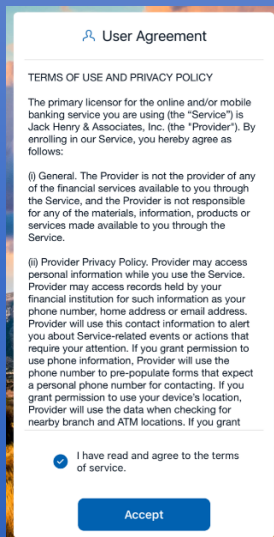 User Agreement
TERMS OF USE AND PRIVACY POLICY
The primary licensor for the online and/or mobile
banking service you are using (the “Service”) is
Jack Henry & Associates, Inc. (the "Provider"). By
enrolling in our Service, you hereby agree as
follows:
(i) General. The Provider is not the provider of any
of the financial services available to you through
the Service, and the Provider is not responsible
for any of the materials, information, products or
services made available to you through the
Service.
(ii) Provider Privacy Policy. Provider may access
personal information while you use the Service.
Provider may access records held by your
financial institution for such information as your
phone number, home address or email address.
Provider will use this contact information to alert
you about Service-related events or actions that
require your attention. If you grant permission to
use phone information, Provider will use the
phone number to pre-populate forms that expect
a personal phone number for contacting. If you
grant permission to use your device's location,
Provider will use the data when checking for
nearby branch and ATM locations. If you grant
I have read and agree to the terms
of service.
Accept